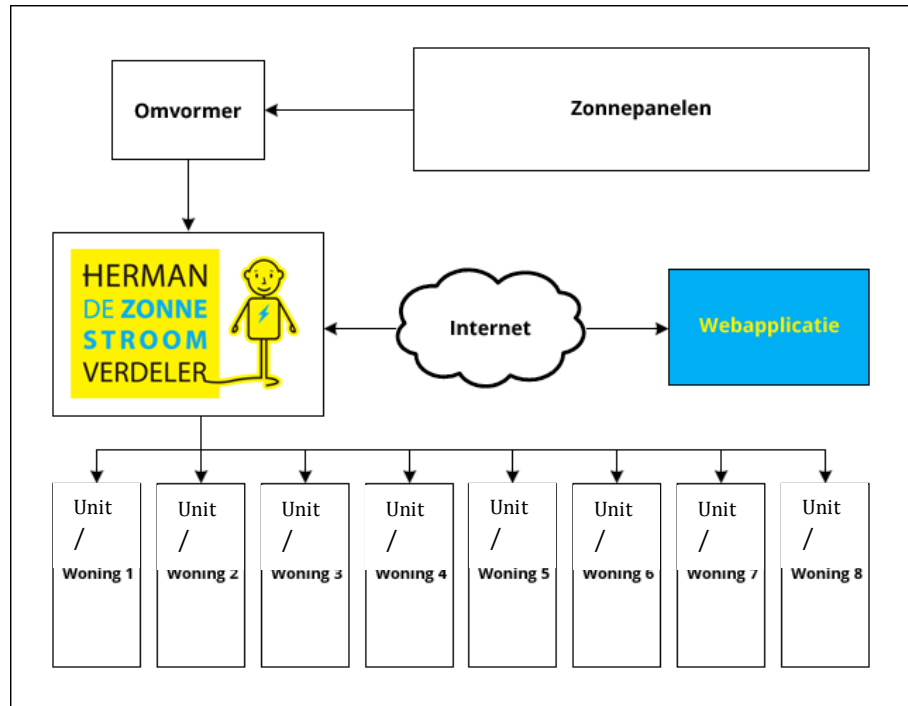 Omvormer
Zonnepanelen
HERMAN
DE ZONNE
STROOM
VERDELER
Internet
Webapplicatie
Unit Unit Unit Unit Unit Unit Unit Unit
/ / / / / / / /
Woning 1 Woning 2 Woning 3 Woning 4 Woning 5 Woning 6 Woning 7 Woning 8